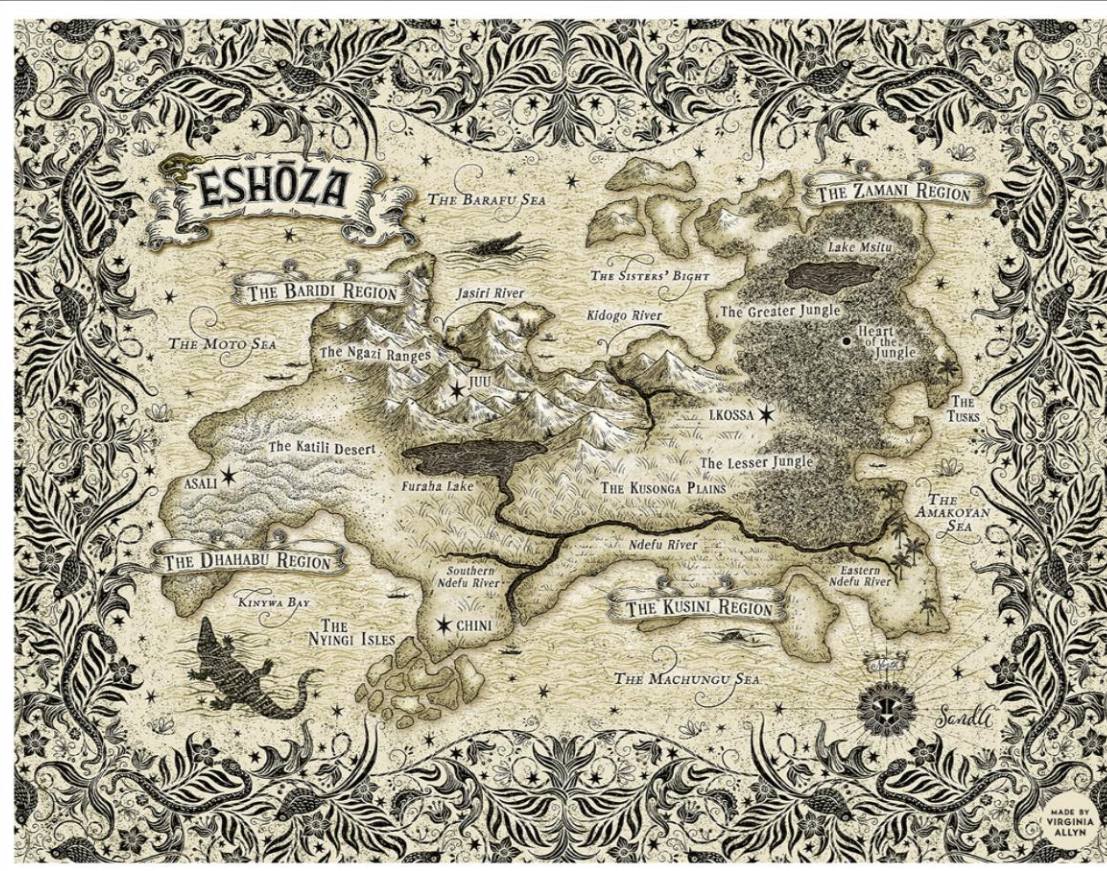 ESHŌZA
THE BARAFU SEA
THE ZAMANI REGION
Lake Msitu
THE SISTERS' BIGHT
THE BARIDI REGION
Jasiri River
Kidogo River
The Greater Jungle
Heart
of the
Jungle
THE MOTO SEA
The Ngazi Ranges
JUU
LKOSSA
THE
TUSKS
The Katili Desert
The Lesser Jungle
ASALI
Furaha Lake
THE KUSONGA PLAINS
THE
AMAKOYAN
SEA
THE DHAHABU REGION
Ndefu River
Southern
Ndefu River
Eastern
Ndefu River
KINYWA BAY
THE KUSINI REGION
THE
NYINGI ISLES
CHINI
North
THE MACHUNGU SEA
MADE BY
VIRGINIA
ALLYN